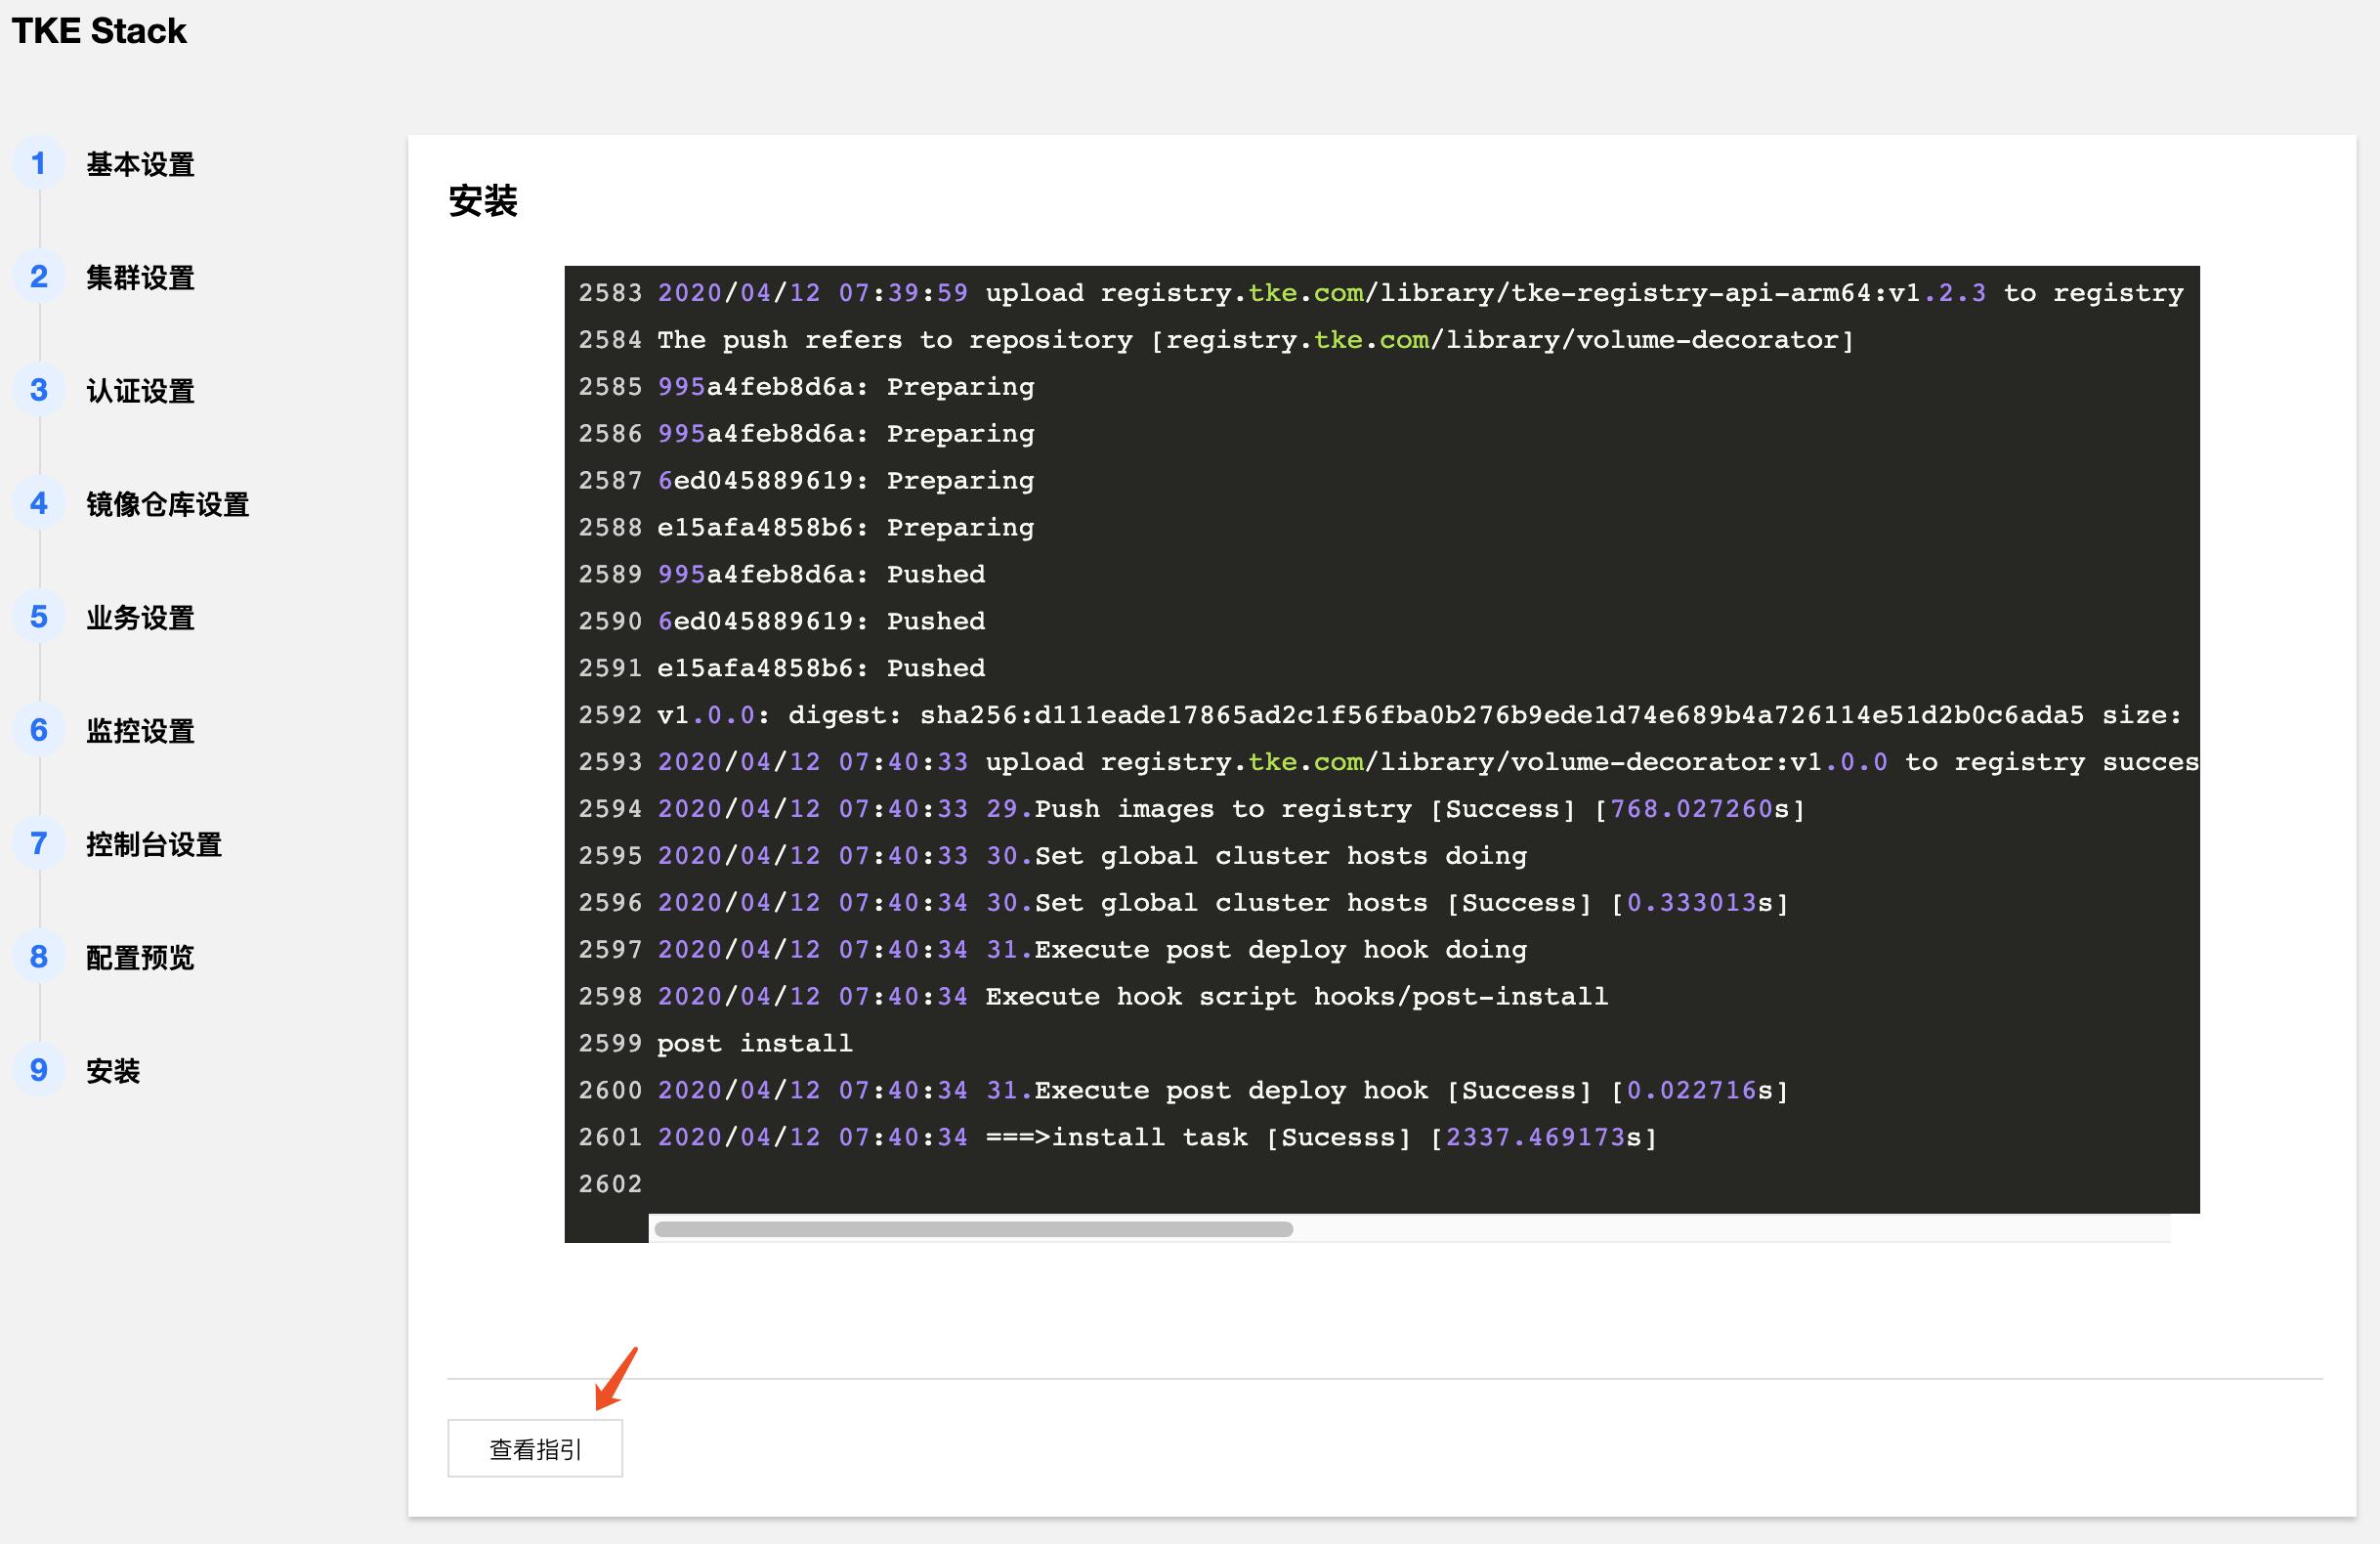 TKE Stack
1 基本设置
2 集群设置
3 认证设置
4 镜像仓库设置
5 业务设置
6 监控设置
7 控制台设置
8 配置预览
9 安装
安装
2583 2020/04/12 07:39:59 upload registry.tke.com/library/tke-registry-api-arm64:v1.2.3 to registry
2584 The push refers to repository [registry.tke.com/library/volume-decorator]
2585 995a4feb8d6a: Preparing
2586 995a4feb8d6a: Preparing
2587 6ed045889619: Preparing
2588 e15afa4858b6: Preparing
2589 995a4feb8d6a: Pushed
2590 6ed045889619: Pushed
2591 e15afa4858b6: Pushed
2592 v1.0.0: digest: sha256:d111eade17865ad2c1f56fba0b276b9ede1d74e689b4a726114e51d2b0c6ada5 size:
2593 2020/04/12 07:40:33 upload registry.tke.com/library/volume-decorator:v1.0.0 to registry succes
2594 2020/04/12 07:40:33 29.Push images to registry [Success] [768.027260s]
2595 2020/04/12 07:40:33 30.Set global cluster hosts doing
2596 2020/04/12 07:40:34 30.Set global cluster hosts [Success] [0.333013s]
2597 2020/04/12 07:40:34 31.Execute post deploy hook doing
2598 2020/04/12 07:40:34 Execute hook script hooks/post-install
2599 post install
2600 2020/04/12 07:40:34 31.Execute post deploy hook [Success] [0.022716s]
2601 2020/04/12 07:40:34 ===>install task [Sucesss] [2337.469173s]
2602
查看指引